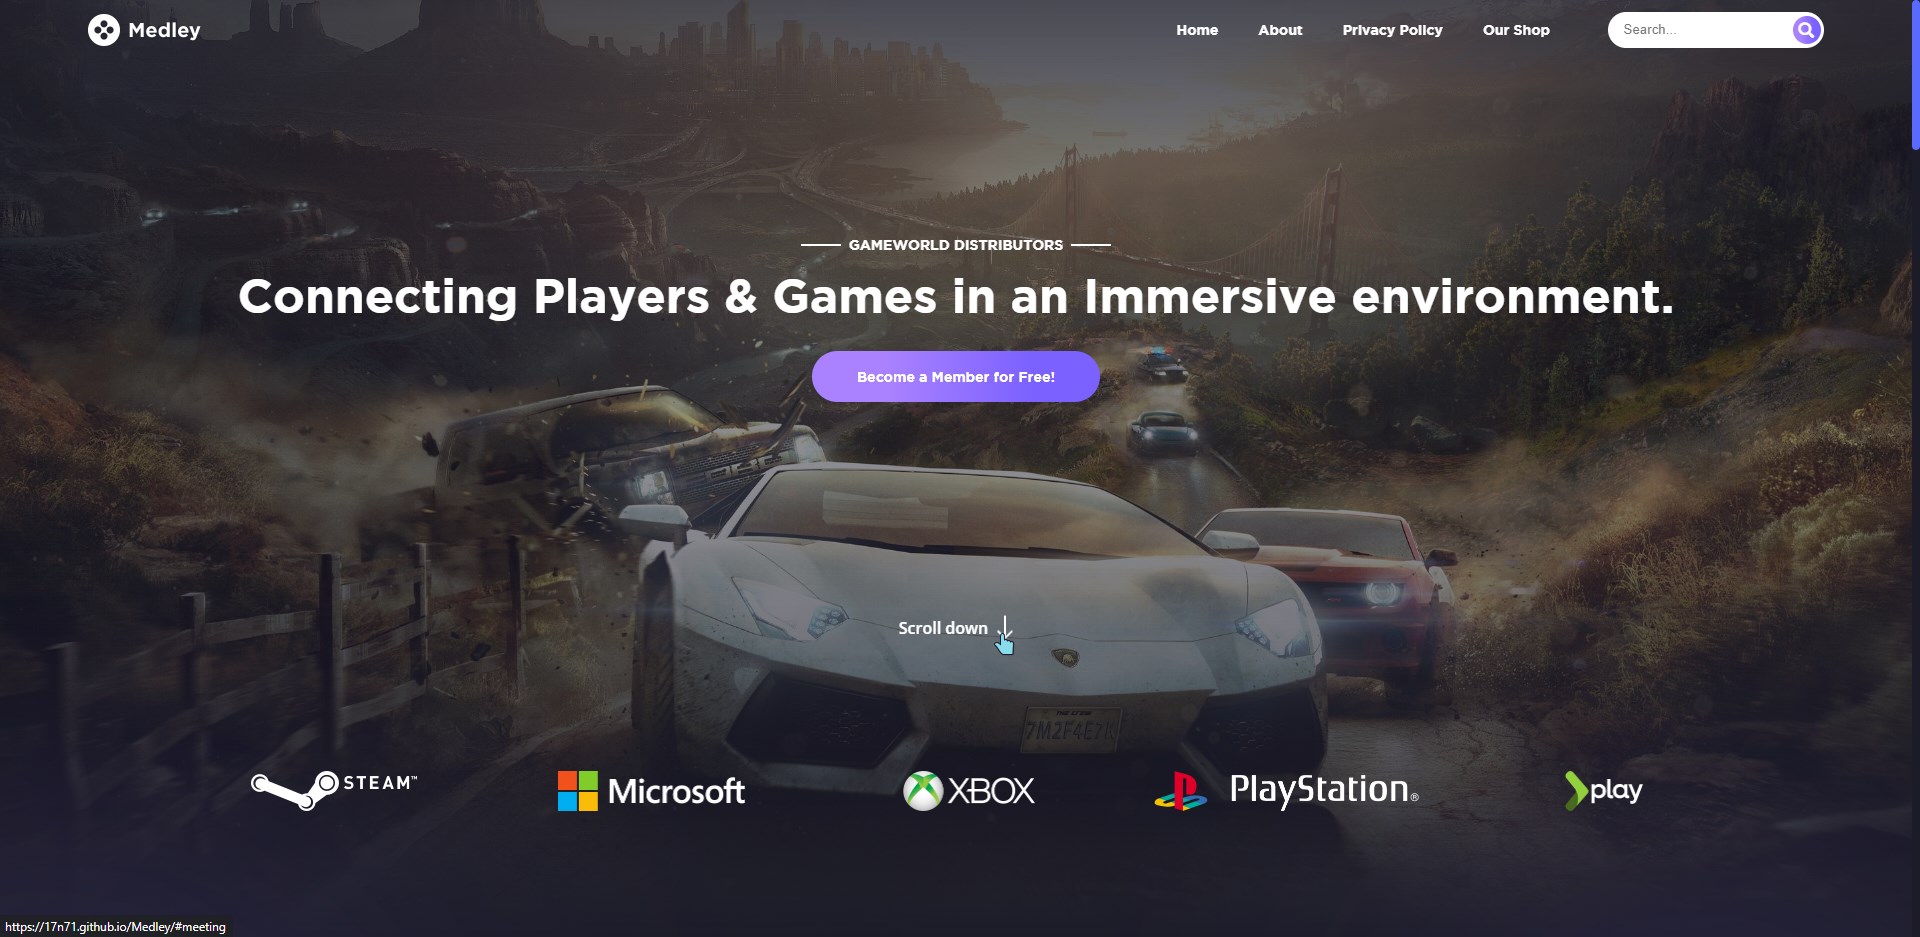 Medley
Home About Privacy Policy Our Shop Search...
GAMEWORLD DISTRIBUTORS
Connecting Players & Games in an Immersive environment.
Become a Member for Free!
Scroll down
7M2F4E7K
STEAM™ Microsoft XBOX PlayStation® play
https://17n71.github.io/Medley/#meeting